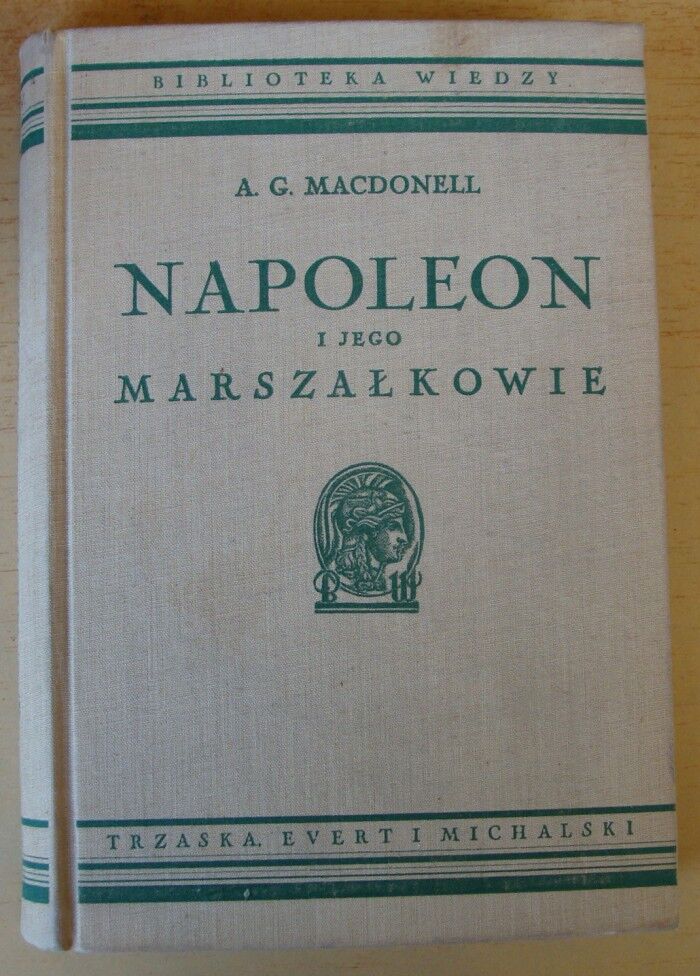 BIBLIOTEKA WIEDZY
A. G. MACDONELL
NAPOLEON
I JEGO
MARSZAŁKOWIE
B W
TRZASKA, EVERT I MICHALSKI